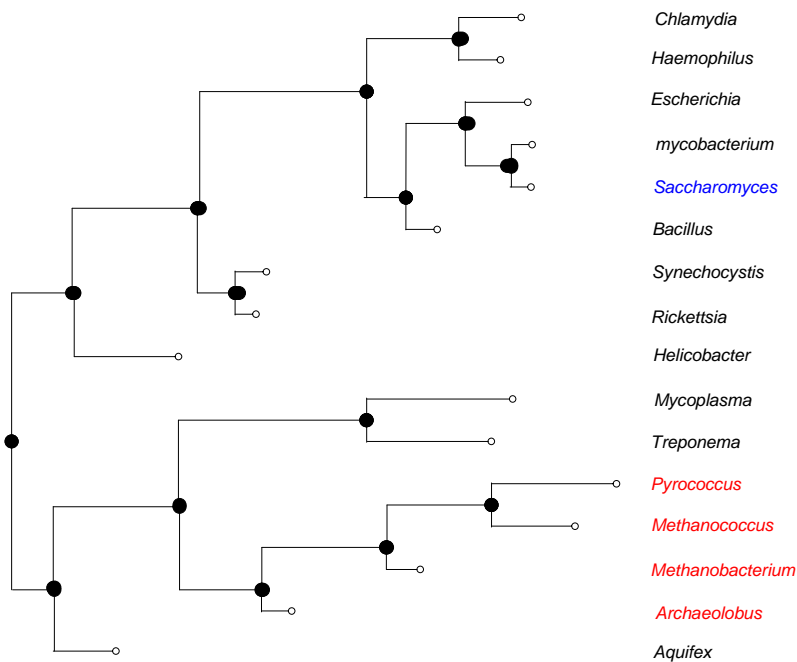 Chlamydia
Haemophilus
Escherichia
mycobacterium
Saccharomyces
Bacillus
Synechocystis
Rickettsia
Helicobacter
Mycoplasma
Treponema
Pyrococcus
Methanococcus
Methanobacterium
Archaeolobus
Aquifex